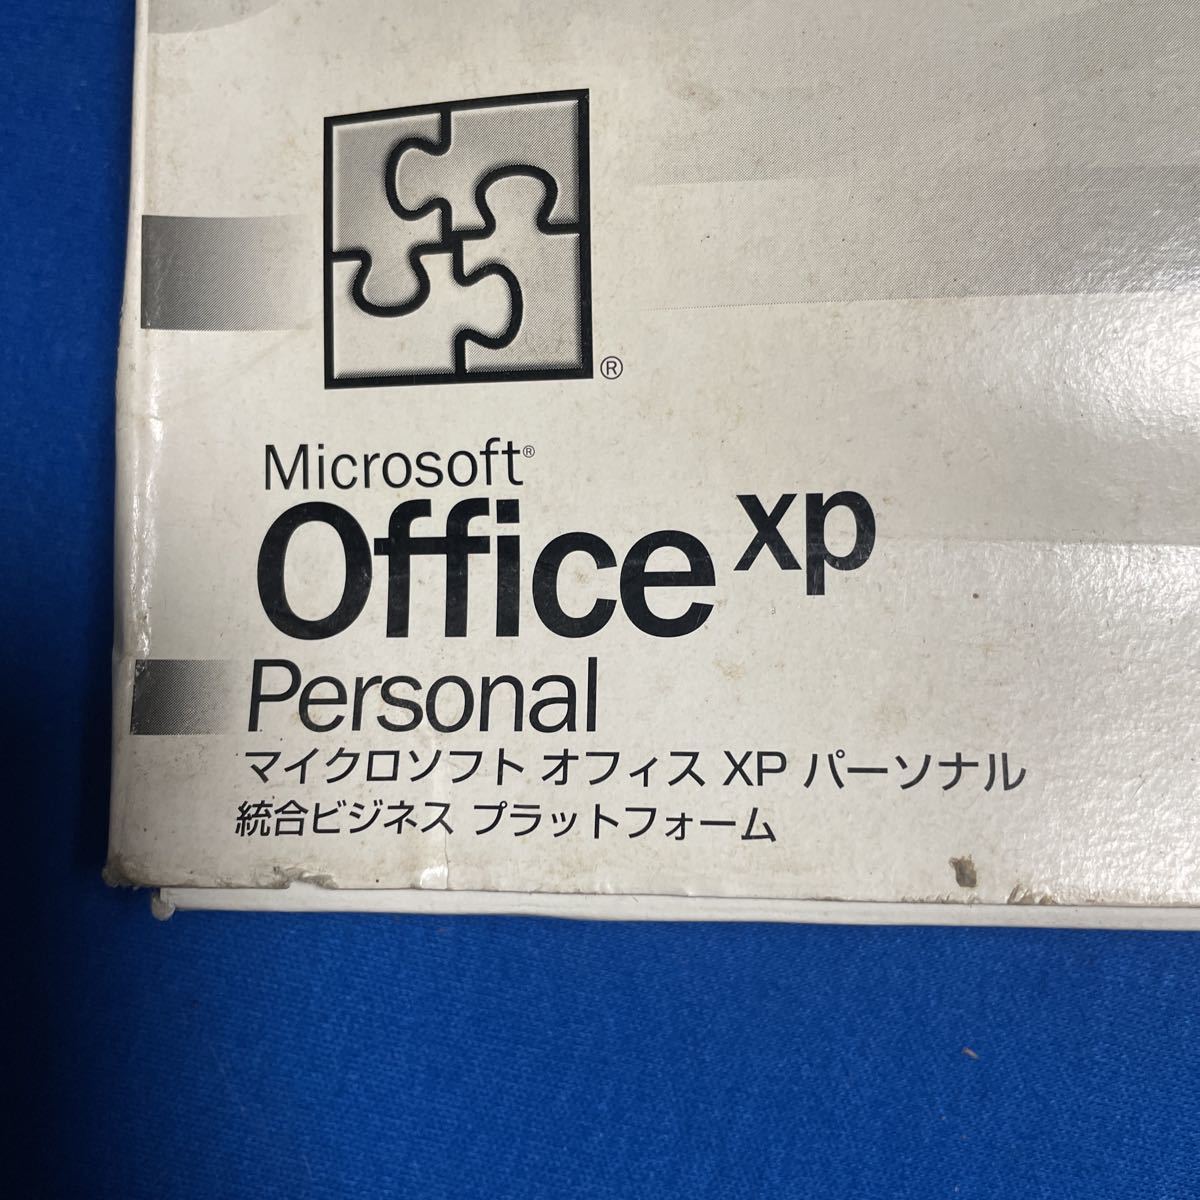 ®
Microsoft®
Office xp
Personal
マイクロソフト オフィス XP パーソナル
統合ビジネス プラットフォーム